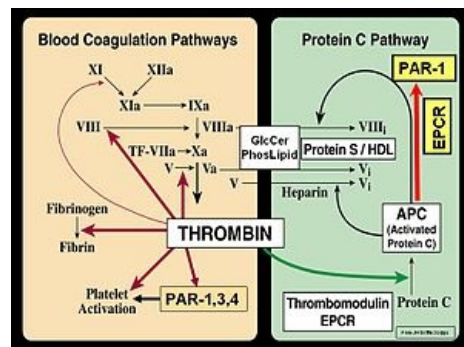 Blood Coagulation Pathways
XI XIIa
XIa IXa
VIII VIIIa
TF-VIIa Xa
V Va
Fibrinogen
Fibrin
THROMBIN
Platelet
Activation
PAR-1,3,4
Protein C Pathway
PAR-1
EPCR
GlcCer
PhosLipid
VIIIi
Protein S / HDL
Vi
V Vi
Heparin
APC
(Activated
Protein C)
Thrombomodulin
EPCR
Protein C